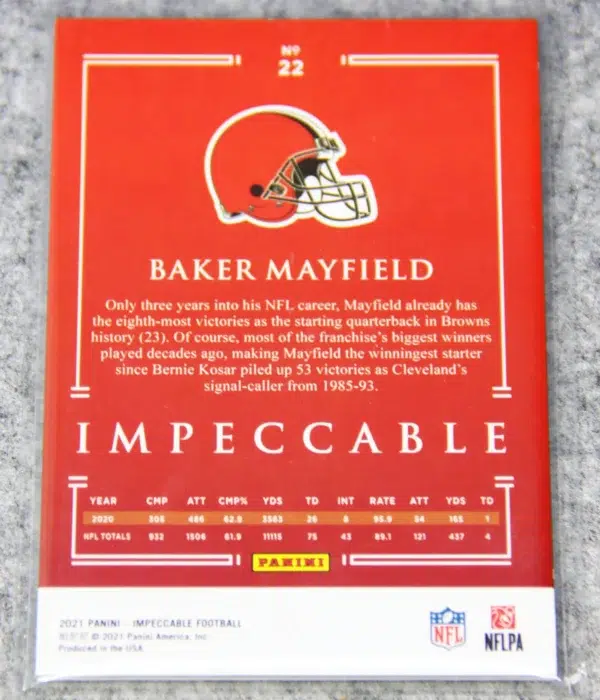 Nº
22
BAKER MAYFIELD
Only three years into his NFL career, Mayfield already has
the eighth-most victories as the starting quarterback in Browns
history (23). Of course, most of the franchise's biggest winners
played decades ago, making Mayfield the winningest starter
since Bernie Kosar piled up 53 victories as Cleveland's
signal-caller from 1985-93.
IMPECCABLE
YEAR CMP ATT CMP% YDS TD INT RATE ATT YDS TD
2020 305 486 62.8 3563 26 8 95.9 54 165 1
NFL TOTALS 932 1506 61.9 11115 75 43 89.1 121 437 4
PANINI
2021 PANINI – IMPECCABLE FOOTBALL
© 2021 Panini America, Inc.
Produced in the USA
NFL
NFLPA